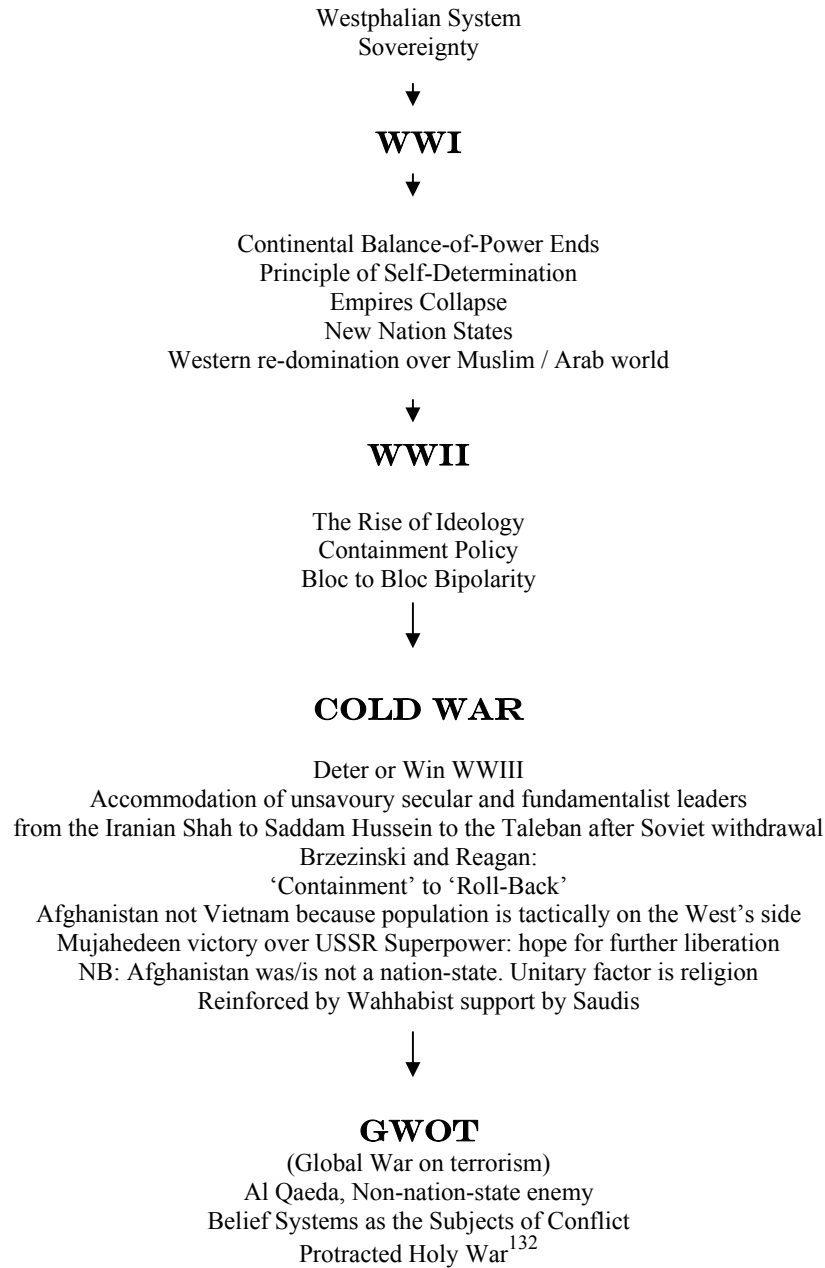 Westphalian System
Sovereignty
WWI
Continental Balance-of-Power Ends
Principle of Self-Determination
Empires Collapse
New Nation States
Western re-domination over Muslim / Arab world
WWII
The Rise of Ideology
Containment Policy
Bloc to Bloc Bipolarity
COLD WAR
Deter or Win WWIII
Accommodation of unsavoury secular and fundamentalist leaders
from the Iranian Shah to Saddam Hussein to the Taleban after Soviet withdrawal
Brzezinski and Reagan:
‘Containment’ to ‘Roll-Back’
Afghanistan not Vietnam because population is tactically on the West’s side
Mujahedeen victory over USSR Superpower: hope for further liberation
NB: Afghanistan was/is not a nation-state. Unitary factor is religion
Reinforced by Wahhabist support by Saudis
GWOT
(Global War on terrorism)
Al Qaeda, Non-nation-state enemy
Belief Systems as the Subjects of Conflict
Protracted Holy War132